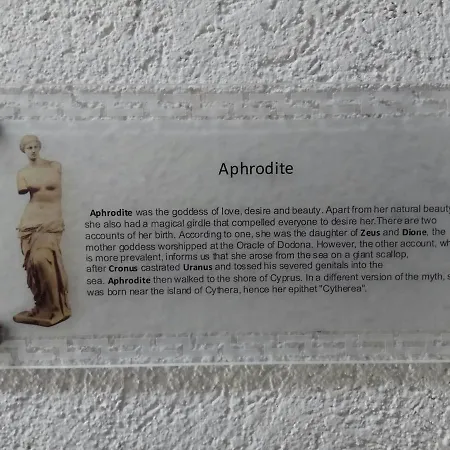 Aphrodite
Aphrodite was the goddess of love, desire and beauty. Apart from her natural beauty
she also had a magical girdle that compelled everyone to desire her.There are two
accounts of her birth. According to one, she was the daughter of Zeus and Dione, the
mother goddess worshipped at the Oracle of Dodona. However, the other account,
is more prevalent, informs us that she arose from the sea on a giant scallop,
after Cronus castrated Uranus and tossed his severed genitals into the
sea. Aphrodite then walked to the shore of Cyprus. In a different version of the myth,
was born near the island of Cythera, hence her epithet "Cytherea".